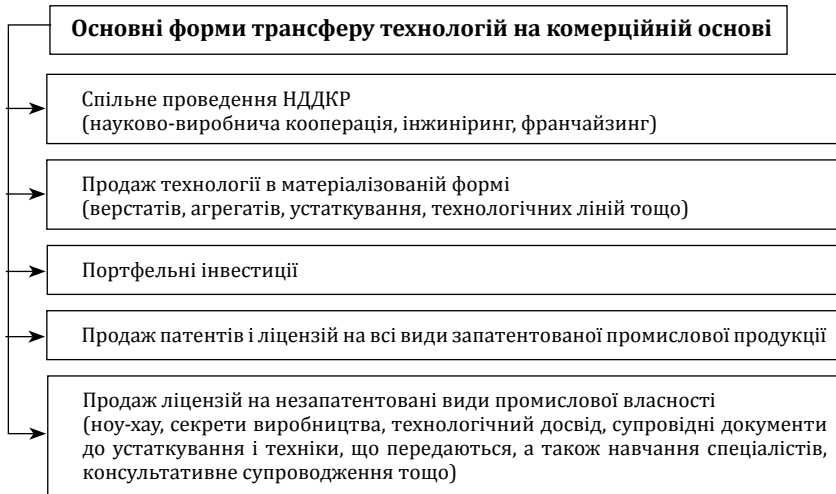 Основні форми трансферу технологій на комерційній основі
Спільне проведення НДДКР
(науково-виробнича кооперація, інжиніринг, франчайзинг)
Продаж технології в матеріалізованій формі
(верстатів, агрегатів, устаткування, технологічних ліній тощо)
Портфельні інвестиції
Продаж патентів і ліцензій на всі види запатентованої промислової продукції
Продаж ліцензій на незапатентовані види промислової власності
(ноу-хау, секрети виробництва, технологічний досвід, супровідні документи
до устаткування і техніки, що передаються, а також навчання спеціалістів,
консультативне супроводження тощо)